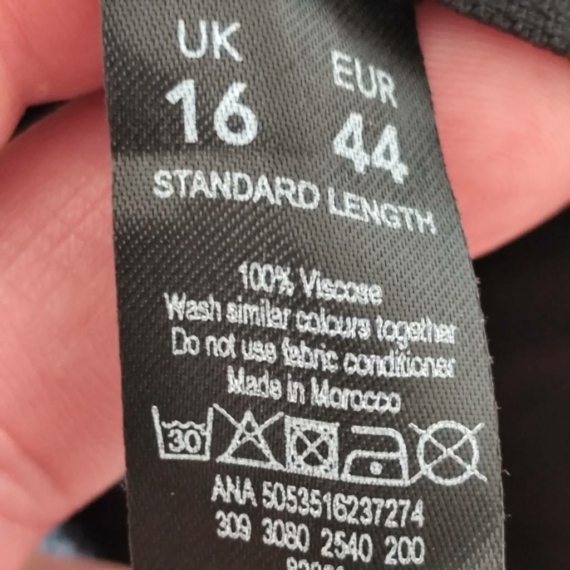 UK EUR
16 44
STANDARD LENGTH
100% Viscose
Wash similar colours together
Do not use fabric conditioner
Made in Morocco
30
ANA 5053516237274
309 3080 2540 200